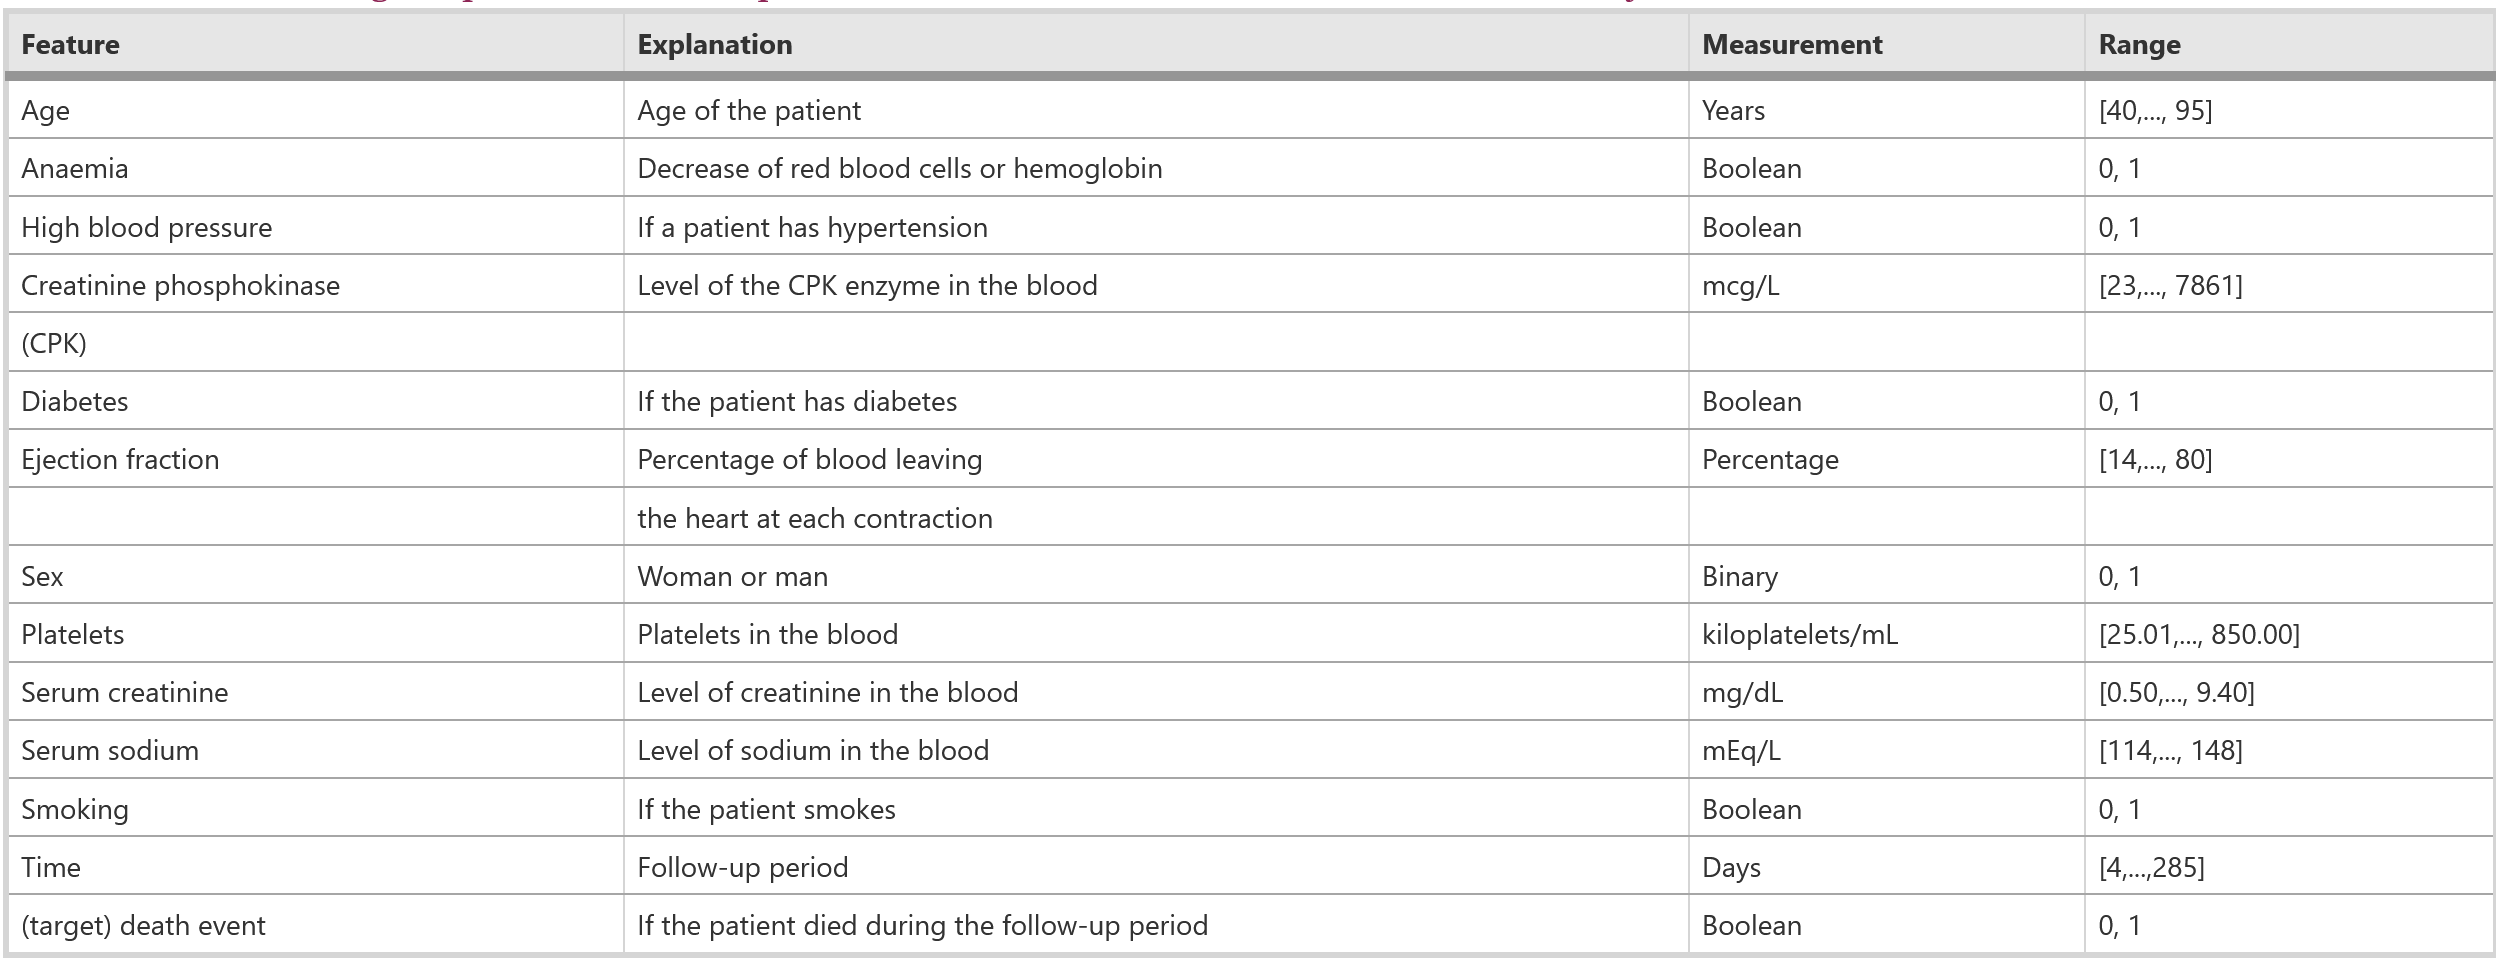 Feature Explanation Measurement Range
Age Age of the patient Years [40,..., 95]
Anaemia Decrease of red blood cells or hemoglobin Boolean 0, 1
High blood pressure If a patient has hypertension Boolean 0, 1
Creatinine phosphokinase Level of the CPK enzyme in the blood mcg/L [23,..., 7861]
(CPK)
Diabetes If the patient has diabetes Boolean 0, 1
Ejection fraction Percentage of blood leaving Percentage [14,..., 80]
the heart at each contraction
Sex Woman or man Binary 0, 1
Platelets Platelets in the blood kiloplatelets/mL [25.01,..., 850.00]
Serum creatinine Level of creatinine in the blood mg/dL [0.50,..., 9.40]
Serum sodium Level of sodium in the blood mEq/L [114,..., 148]
Smoking If the patient smokes Boolean 0, 1
Time Follow-up period Days [4,...,285]
(target) death event If the patient died during the follow-up period Boolean 0, 1